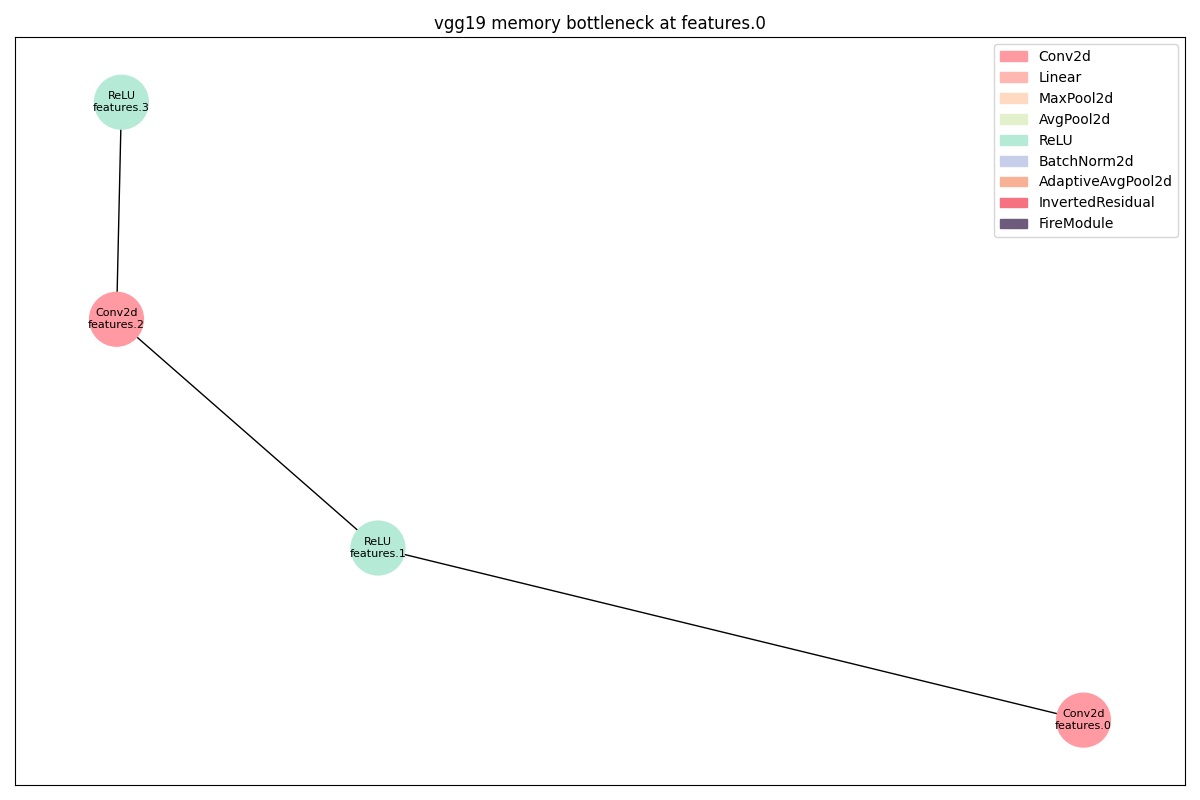 vgg19 memory bottleneck at features.0
Conv2d
Linear
MaxPool2d
AvgPool2d
ReLU
BatchNorm2d
AdaptiveAvgPool2d
InvertedResidual
FireModule
ReLU
features.3
Conv2d
features.2
ReLU
features.1
Conv2d
features.0